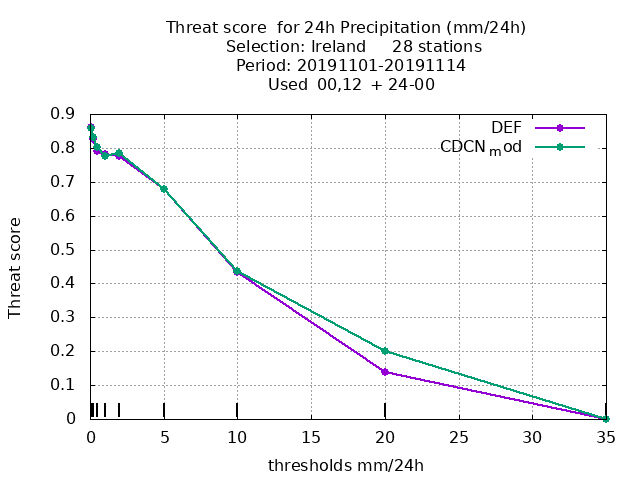 Threat score  for 24h Precipitation (mm/24h)
Selection: Ireland     28 stations
Period: 20191101-20191114
Used  00,12  + 24-00
DEF
CDCN_mod
Threat score
0.9
0.8
0.7
0.6
0.5
0.4
0.3
0.2
0.1
0
0 5 10 15 20 25 30 35
thresholds mm/24h